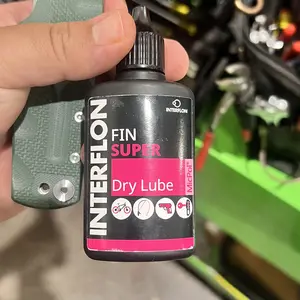 INTERFLON
INTERFLON
FIN
SUPER
Dry Lube
MicPol